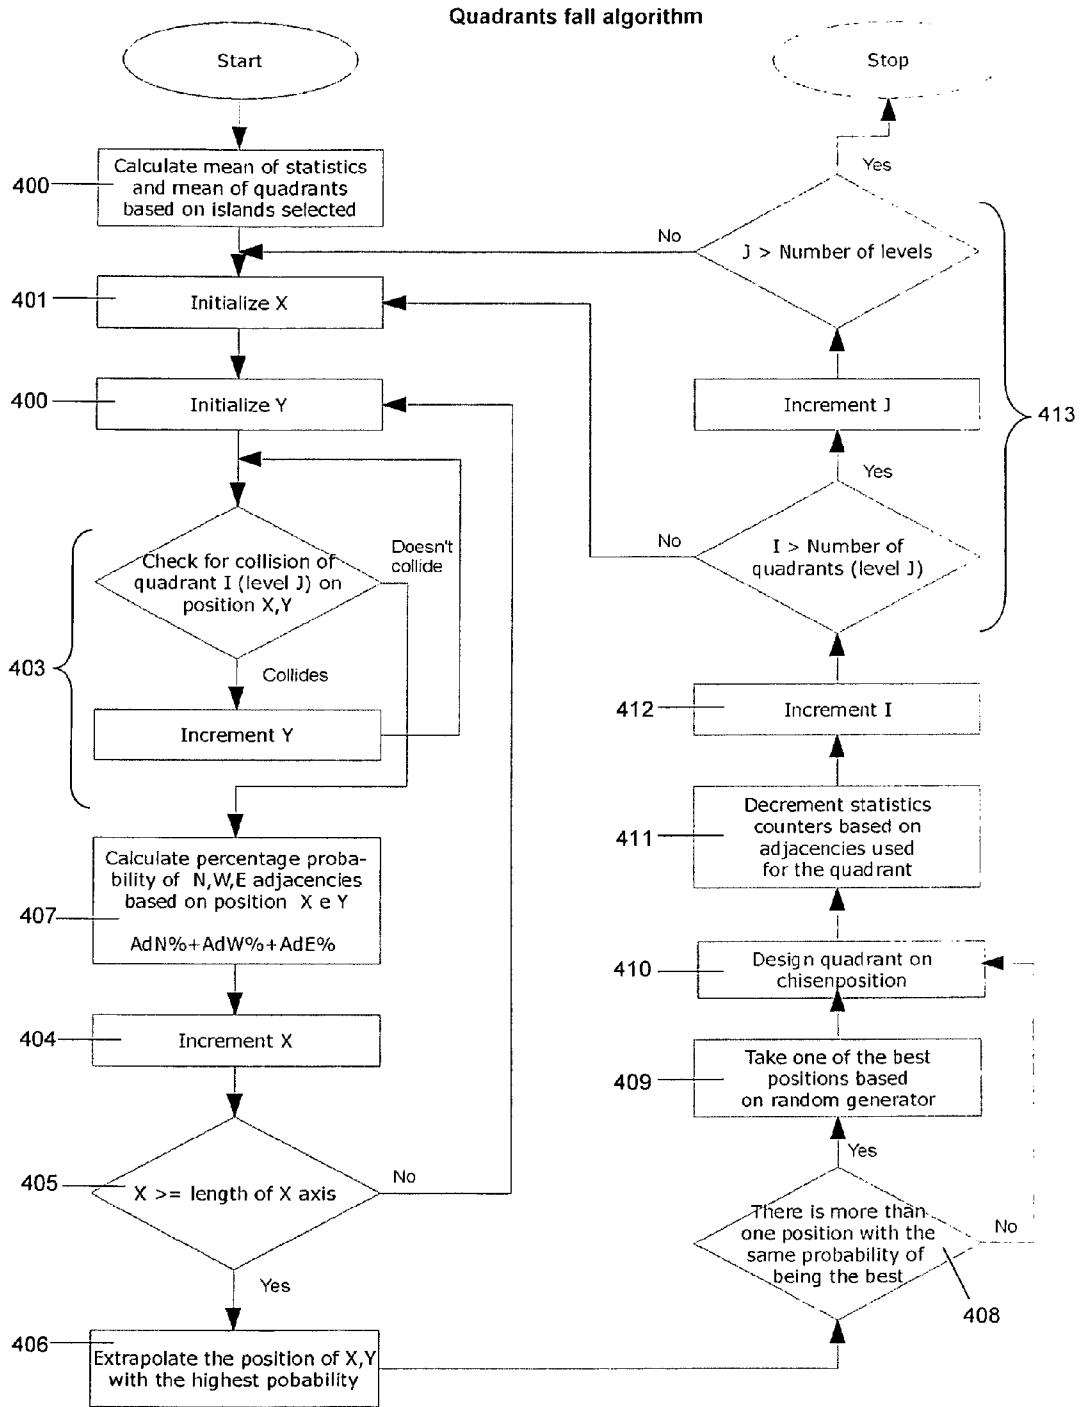 Quadrants fall algorithm
Start
400
Calculate mean of statistics
and mean of quadrants
based on islands selected
401
Initialize X
400
Initialize Y
403
Check for collision of
quadrant I (level J) on
position X,Y
Doesn't
collide
Collides
Increment Y
407
Calculate percentage proba-
bility of N,W,E adjacencies
based on position X e Y
AdN%+AdW%+AdE%
404
Increment X
405
X >= length of X axis
No
Yes
406
Extrapolate the position of X,Y
with the highest pobability
There is more than
one position with the
same probability of
being the best
408
No
Yes
409
Take one of the best
positions based
on random generator
410
Design quadrant on
chisenposition
411
Decrement statistics
counters based on
adjacencies used
for the quadrant
412
Increment I
I > Number of
quadrants (level J)
No
Yes
Increment J
413
J > Number of levels
No
Yes
Stop